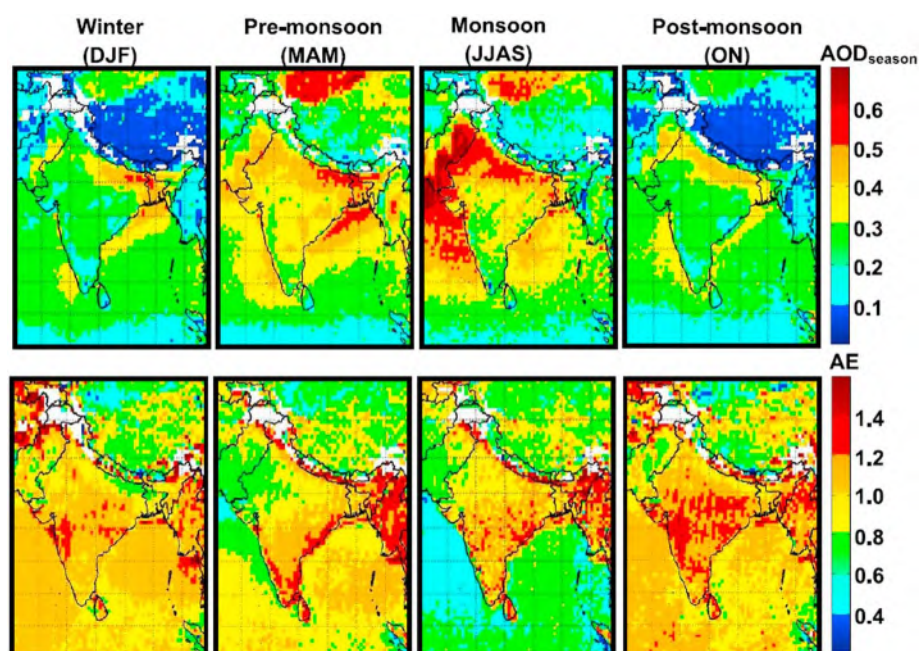 Winter
(DJF)
Pre-monsoon
(MAM)
Monsoon
(JJAS)
Post-monsoon
(ON)
AODseason
0.6
0.5
0.4
0.3
0.2
0.1
AE
1.4
1.2
1.0
0.8
0.6
0.4